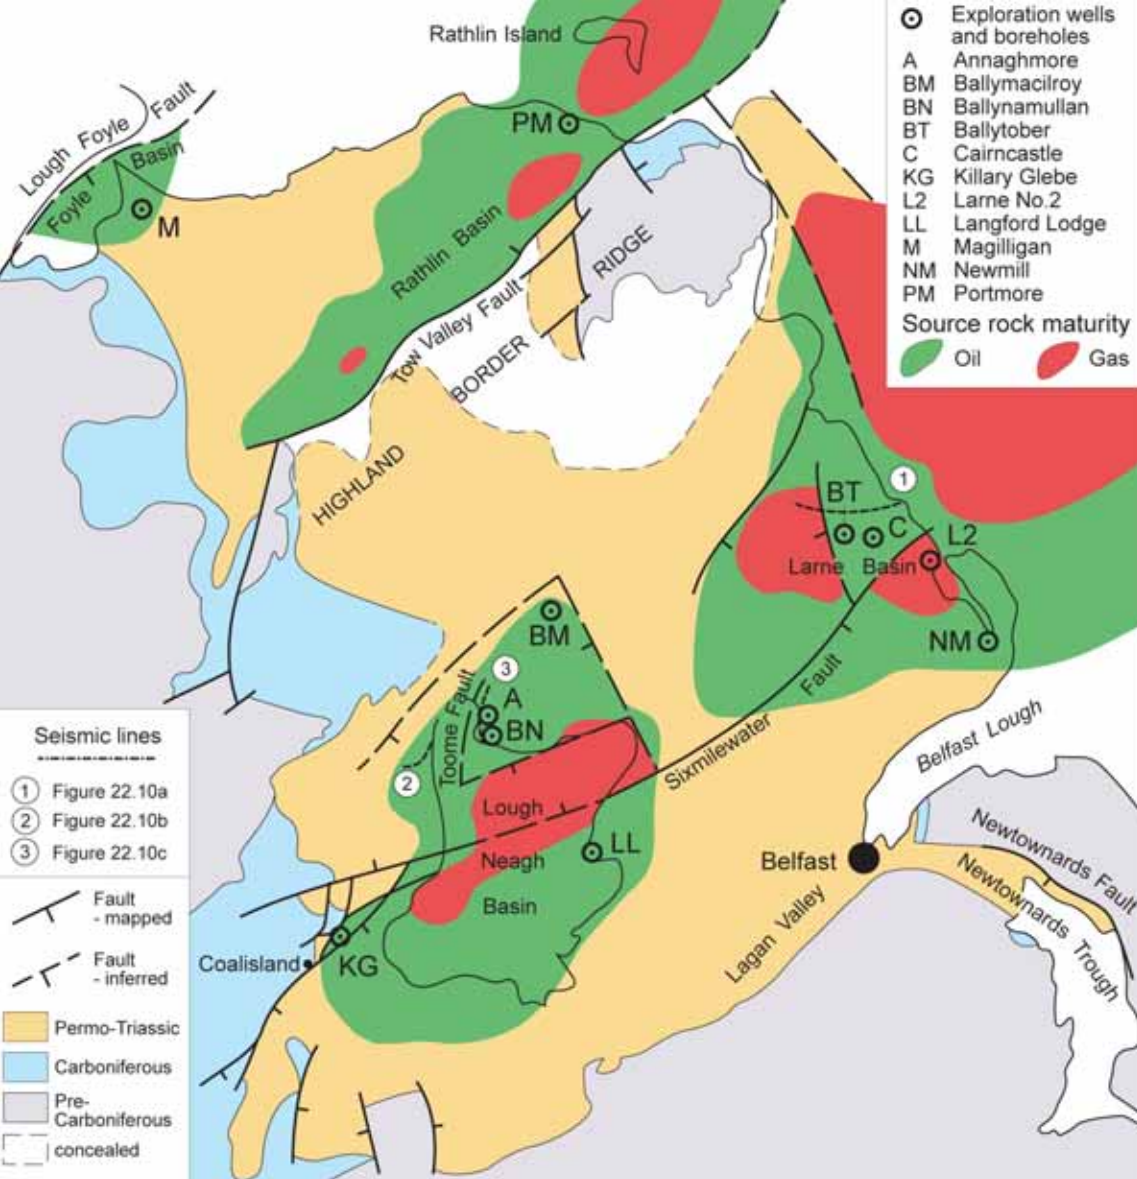 Exploration wells
and boreholes
A Annaghmore
BM Ballymacilroy
BN Ballynamullan
BT Ballytober
C Cairncastle
KG Killary Glebe
L2 Larne No.2
LL Langford Lodge
M Magilligan
NM Newmill
PM Portmore
Source rock maturity
Oil
Gas
Rathlin Island
PM
Lough Foyle Fault
Foyle Basin
M
Rathlin Basin
Tow Valley Fault
HIGHLAND BORDER RIDGE
1
BT
C
L2
Larne Basin
NM
BM
3
A
BN
Toome Fault
2
Sixmilewater Fault
Lough
Neagh
Basin
LL
Belfast Lough
Belfast
Newtownards Fault
Newtownards Trough
Lagan Valley
Coalisland
KG
Seismic lines
1 Figure 22.10a
2 Figure 22.10b
3 Figure 22.10c
Fault
- mapped
Fault
- inferred
Permo-Triassic
Carboniferous
Pre-
Carboniferous
concealed